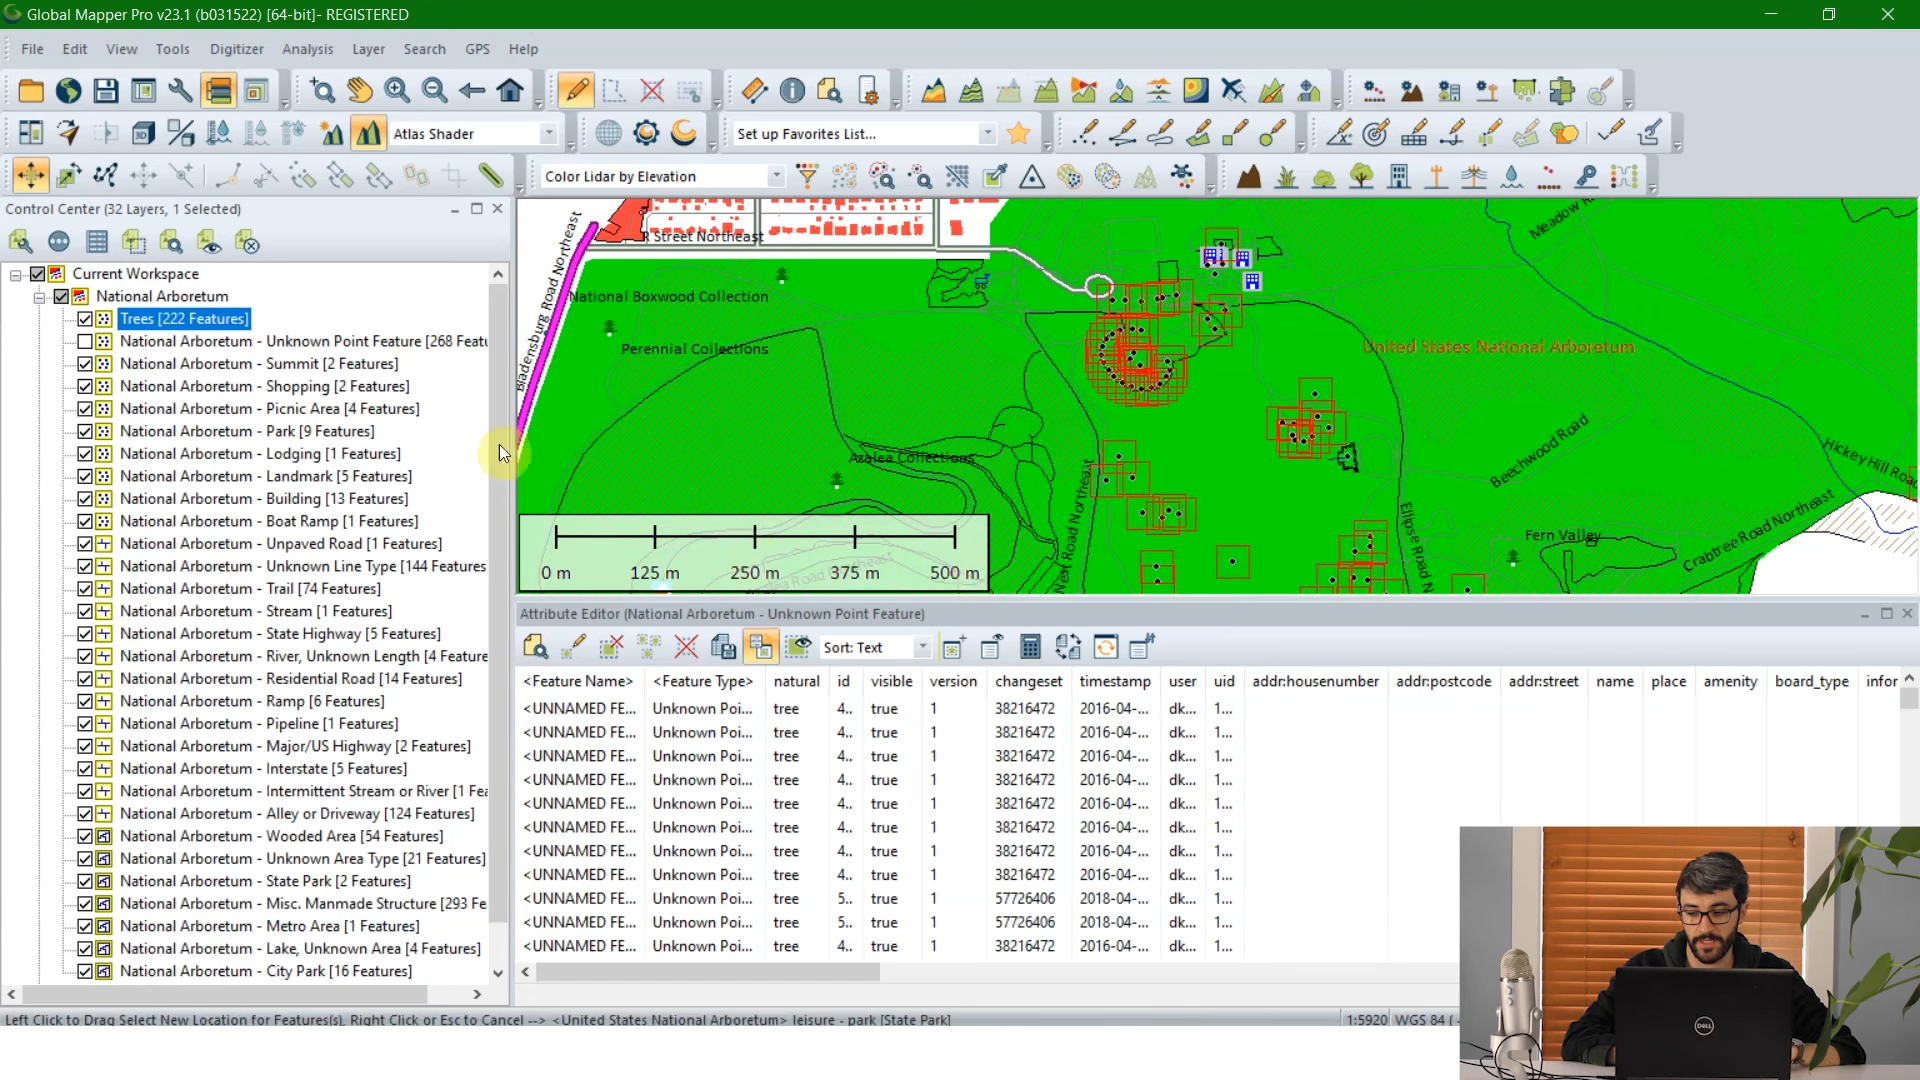 Global Mapper Pro v23.1 (b031522) [64-bit]- REGISTERED
File Edit View Tools Digitizer Analysis Layer Search GPS Help
Atlas Shader
Set up Favorites List...
Color Lidar by Elevation
Control Center (32 Layers, 1 Selected)
Current Workspace
National Arboretum
Trees [222 Features]
National Arboretum - Unknown Point Feature [268 Featu
National Arboretum - Summit [2 Features]
National Arboretum - Shopping [2 Features]
National Arboretum - Picnic Area [4 Features]
National Arboretum - Park [9 Features]
National Arboretum - Lodging [1 Features]
National Arboretum - Landmark [5 Features]
National Arboretum - Building [13 Features]
National Arboretum - Boat Ramp [1 Features]
National Arboretum - Unpaved Road [1 Features]
National Arboretum - Unknown Line Type [144 Features
National Arboretum - Trail [74 Features]
National Arboretum - Stream [1 Features]
National Arboretum - State Highway [5 Features]
National Arboretum - River, Unknown Length [4 Feature
National Arboretum - Residential Road [14 Features]
National Arboretum - Ramp [6 Features]
National Arboretum - Pipeline [1 Features]
National Arboretum - Major/US Highway [2 Features]
National Arboretum - Interstate [5 Features]
National Arboretum - Intermittent Stream or River [1 Fea
National Arboretum - Alley or Driveway [124 Features]
National Arboretum - Wooded Area [54 Features]
National Arboretum - Unknown Area Type [21 Features]
National Arboretum - State Park [2 Features]
National Arboretum - Misc. Manmade Structure [293 Fe
National Arboretum - Metro Area [1 Features]
National Arboretum - Lake, Unknown Area [4 Features]
National Arboretum - City Park [16 Features]
R Street Northeast
Bladensburg Road Northeast
National Boxwood Collection
Perennial Collections
Azalea Collections
United States National Arboretum
Meadow R
Beechwood Road
Hickey Hill Roa
Crabtree Road Northeast
Fern Valley
West Road Northeast
Ellipse Road N
Azalea Road Northeast
0 m 125 m 250 m 375 m 500 m
Attribute Editor (National Arboretum - Unknown Point Feature)
Sort: Text
<Feature Name> <Feature Type> natural id visible version changeset timestamp user uid addr:housenumber addr:postcode addr:street name place amenity board_type infor
<UNNAMED FE... Unknown Poi... tree 4.. true 1 38216472 2016-04-... dk... 1...
<UNNAMED FE... Unknown Poi... tree 4.. true 1 38216472 2016-04-... dk... 1...
<UNNAMED FE... Unknown Poi... tree 4.. true 1 38216472 2016-04-... dk... 1...
<UNNAMED FE... Unknown Poi... tree 4.. true 1 38216472 2016-04-... dk... 1...
<UNNAMED FE... Unknown Poi... tree 4.. true 1 38216472 2016-04-... dk... 1...
<UNNAMED FE... Unknown Poi... tree 4.. true 1 38216472 2016-04-... dk... 1...
<UNNAMED FE... Unknown Poi... tree 4.. true 1 38216472 2016-04-... dk... 1...
<UNNAMED FE... Unknown Poi... tree 4.. true 1 38216472 2016-04-... dk... 1...
<UNNAMED FE... Unknown Poi... tree 5.. true 1 57726406 2018-04-... dk... 1...
<UNNAMED FE... Unknown Poi... tree 5.. true 1 57726406 2018-04-... dk... 1...
<UNNAMED FE... Unknown Poi... tree 4.. true 1 38216472 2016-04-... dk... 1...
Left Click to Drag Select New Location for Features(s). Right Click or Esc to Cancel --> <United States National Arboretum> leisure - park [State Park]
1:5920 WGS 84 ( -
DELL